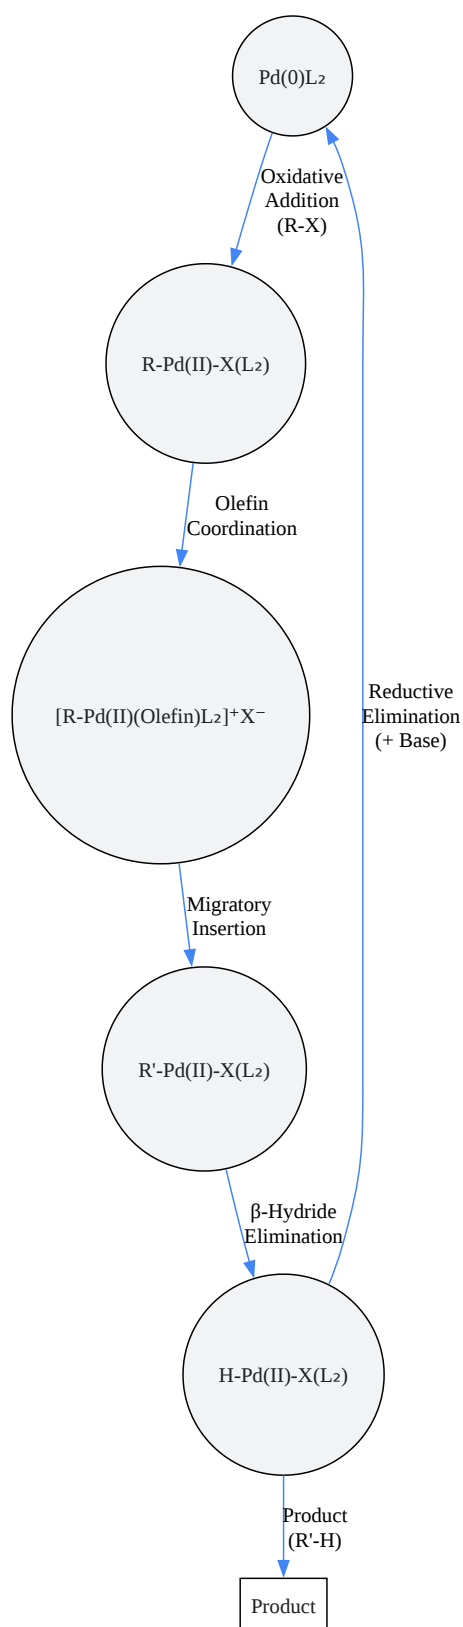 Pd(0)L₂
Oxidative
Addition
(R-X)
R-Pd(II)-X(L₂)
Olefin
Coordination
[R-Pd(II)(Olefin)L₂]⁺X⁻
Reductive
Elimination
(+ Base)
Migratory
Insertion
R'-Pd(II)-X(L₂)
β-Hydride
Elimination
H-Pd(II)-X(L₂)
Product
(R'-H)
Product